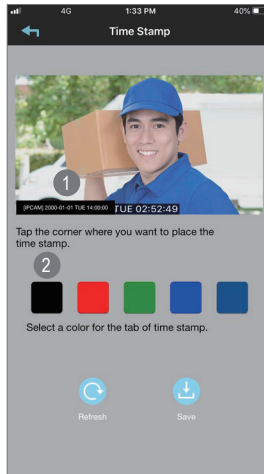 4G 1:33 PM 40%
Time Stamp
1
[IPCAM] 2000-01-01 TUE 14:00:00 TUE 02:52:49
Tap the corner where you want to place the
time stamp.
2
Select a color for the tab of time stamp.
Refresh Save